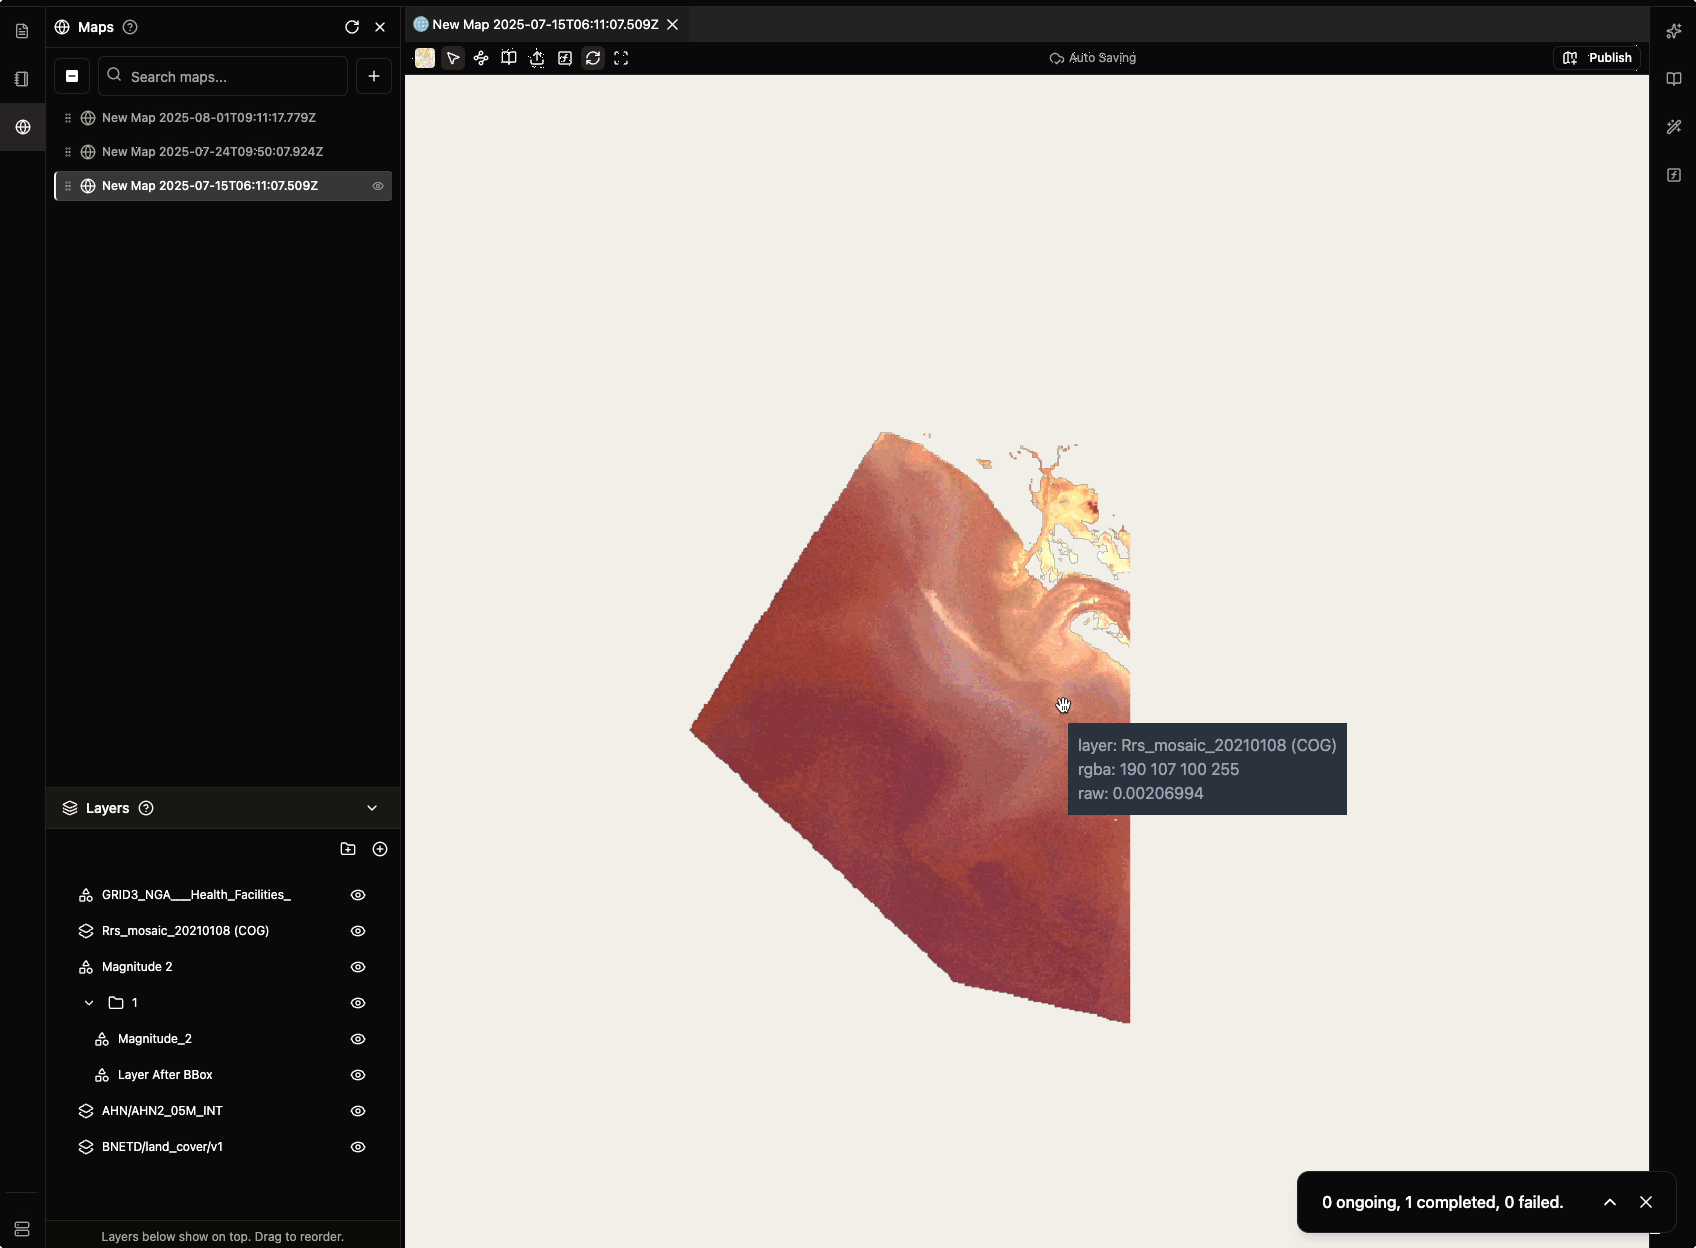 Maps
New Map 2025-07-15T06:11:07.509Z
Auto Saving
Publish
Search maps...
New Map 2025-08-01T09:11:17.779Z
New Map 2025-07-24T09:50:07.924Z
New Map 2025-07-15T06:11:07.509Z
layer: Rrs_mosaic_20210108 (COG)
rgba: 190 107 100 255
raw: 0.00206994
Layers
GRID3_NGA___Health_Facilities_
Rrs_mosaic_20210108 (COG)
Magnitude 2
1
Magnitude_2
Layer After BBox
AHN/AHN2_05M_INT
BNETD/land_cover/v1
Layers below show on top. Drag to reorder.
0 ongoing, 1 completed, 0 failed.